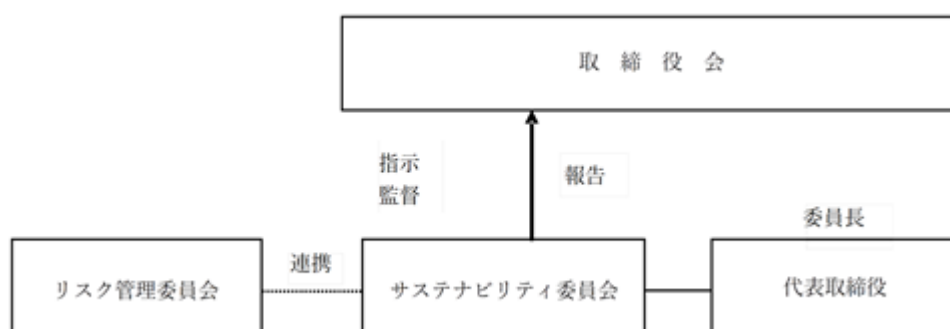 取締役会
指示
監督
報告
委員長
連携
リスク管理委員会
サステナビリティ委員会
代表取締役